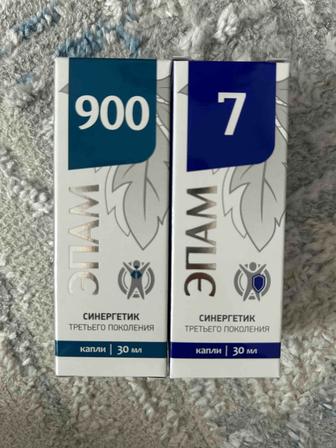 900
ЭПАМ
СИНЕРГЕТИК
ТРЕТЬЕГО ПОКОЛЕНИЯ
капли | 30 мл
7
ЭПАМ
СИНЕРГЕТИК
ТРЕТЬЕГО ПОКОЛЕНИЯ
капли | 30 мл